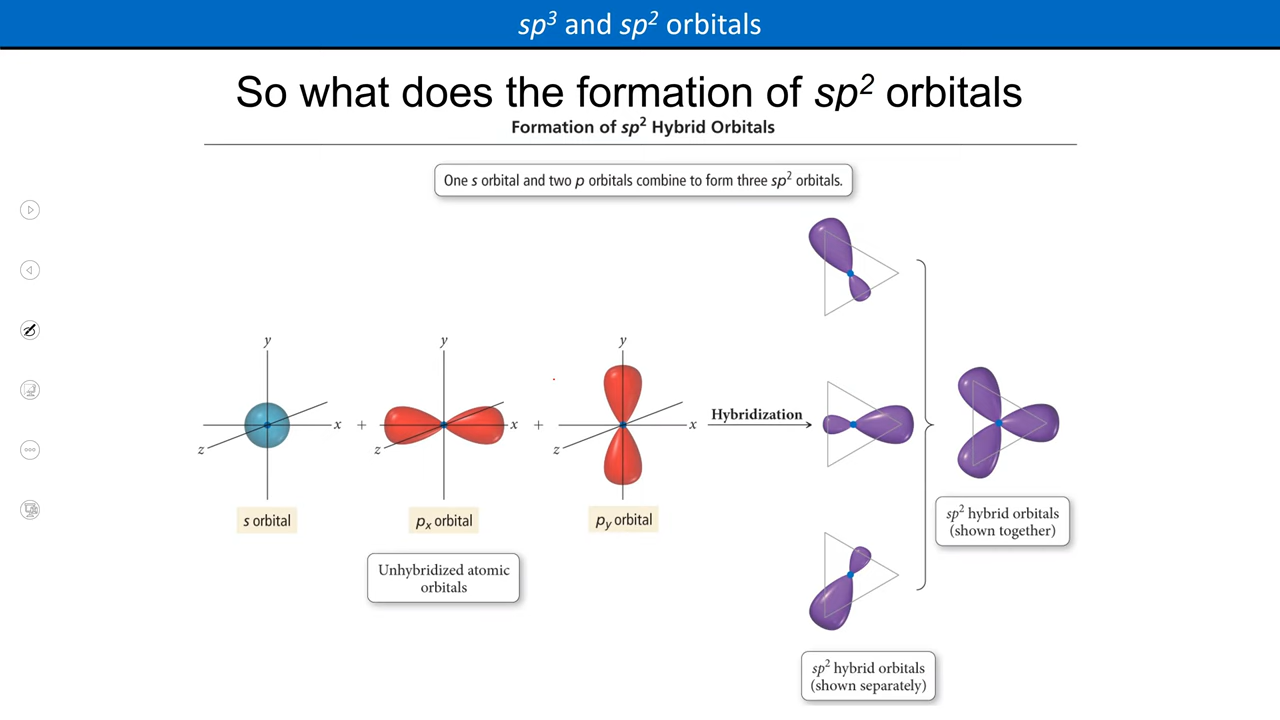 sp³ and sp² orbitals
So what does the formation of sp² orbitals
Formation of sp² Hybrid Orbitals
One s orbital and two p orbitals combine to form three sp² orbitals.
y
x
z
s orbital
+
y
x
z
pₓ orbital
+
y
x
z
p_y orbital
Unhybridized atomic
orbitals
Hybridization
sp² hybrid orbitals
(shown separately)
sp² hybrid orbitals
(shown together)